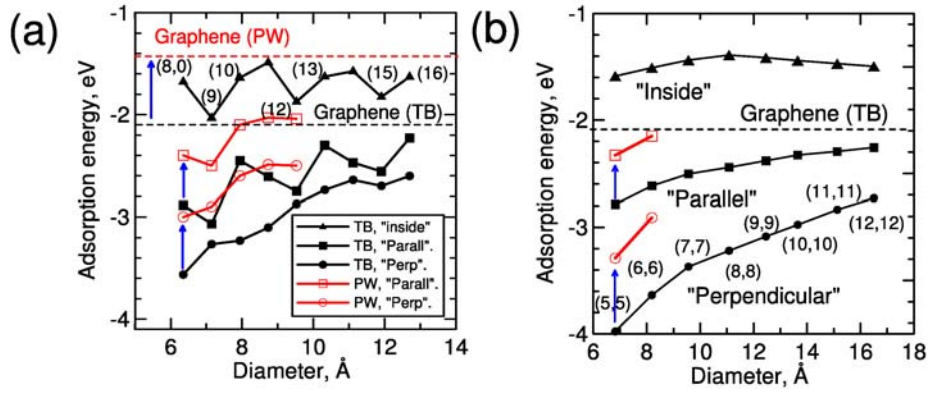 (a)
-1
Graphene (PW)
(8,0)
(10)
(13)
(15)
(16)
(9)
-2
(12)
Graphene (TB)
Adsorption energy, eV
-3
TB, "inside"
TB, "Parall".
TB, "Perp".
PW, "Parall".
PW, "Perp".
-4
6 8 10 12 14
Diameter, Å
(b)
-1
"Inside"
Graphene (TB)
-2
Adsorption energy, eV
"Parallel"
(11,11)
-3
(9,9)
(12,12)
(7,7)
(10,10)
(6,6)
(8,8)
(5,5)
"Perpendicular"
-4
6 8 10 12 14 16 18
Diameter, Å